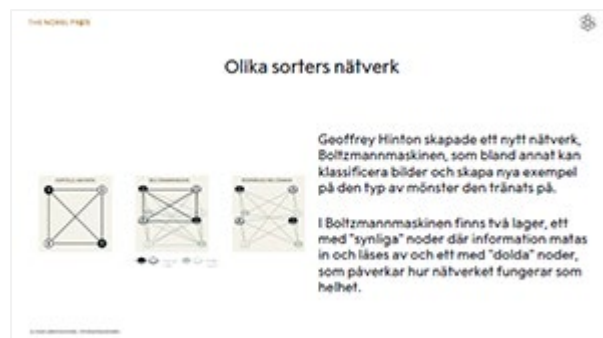 THE NOBEL PRIZE
Olika sorters nätverk
Geoffrey Hinton skapade ett nytt nätverk,
Boltzmannmaskinen, som bland annat kan
klassificera bilder och skapa nya exempel
på den typ av mönster den tränats på.
I Boltzmannmaskinen finns två lager, ett
med "synliga" noder där information matas
in och läses av och ett med "dolda" noder,
som påverkar hur nätverket fungerar som
helhet.